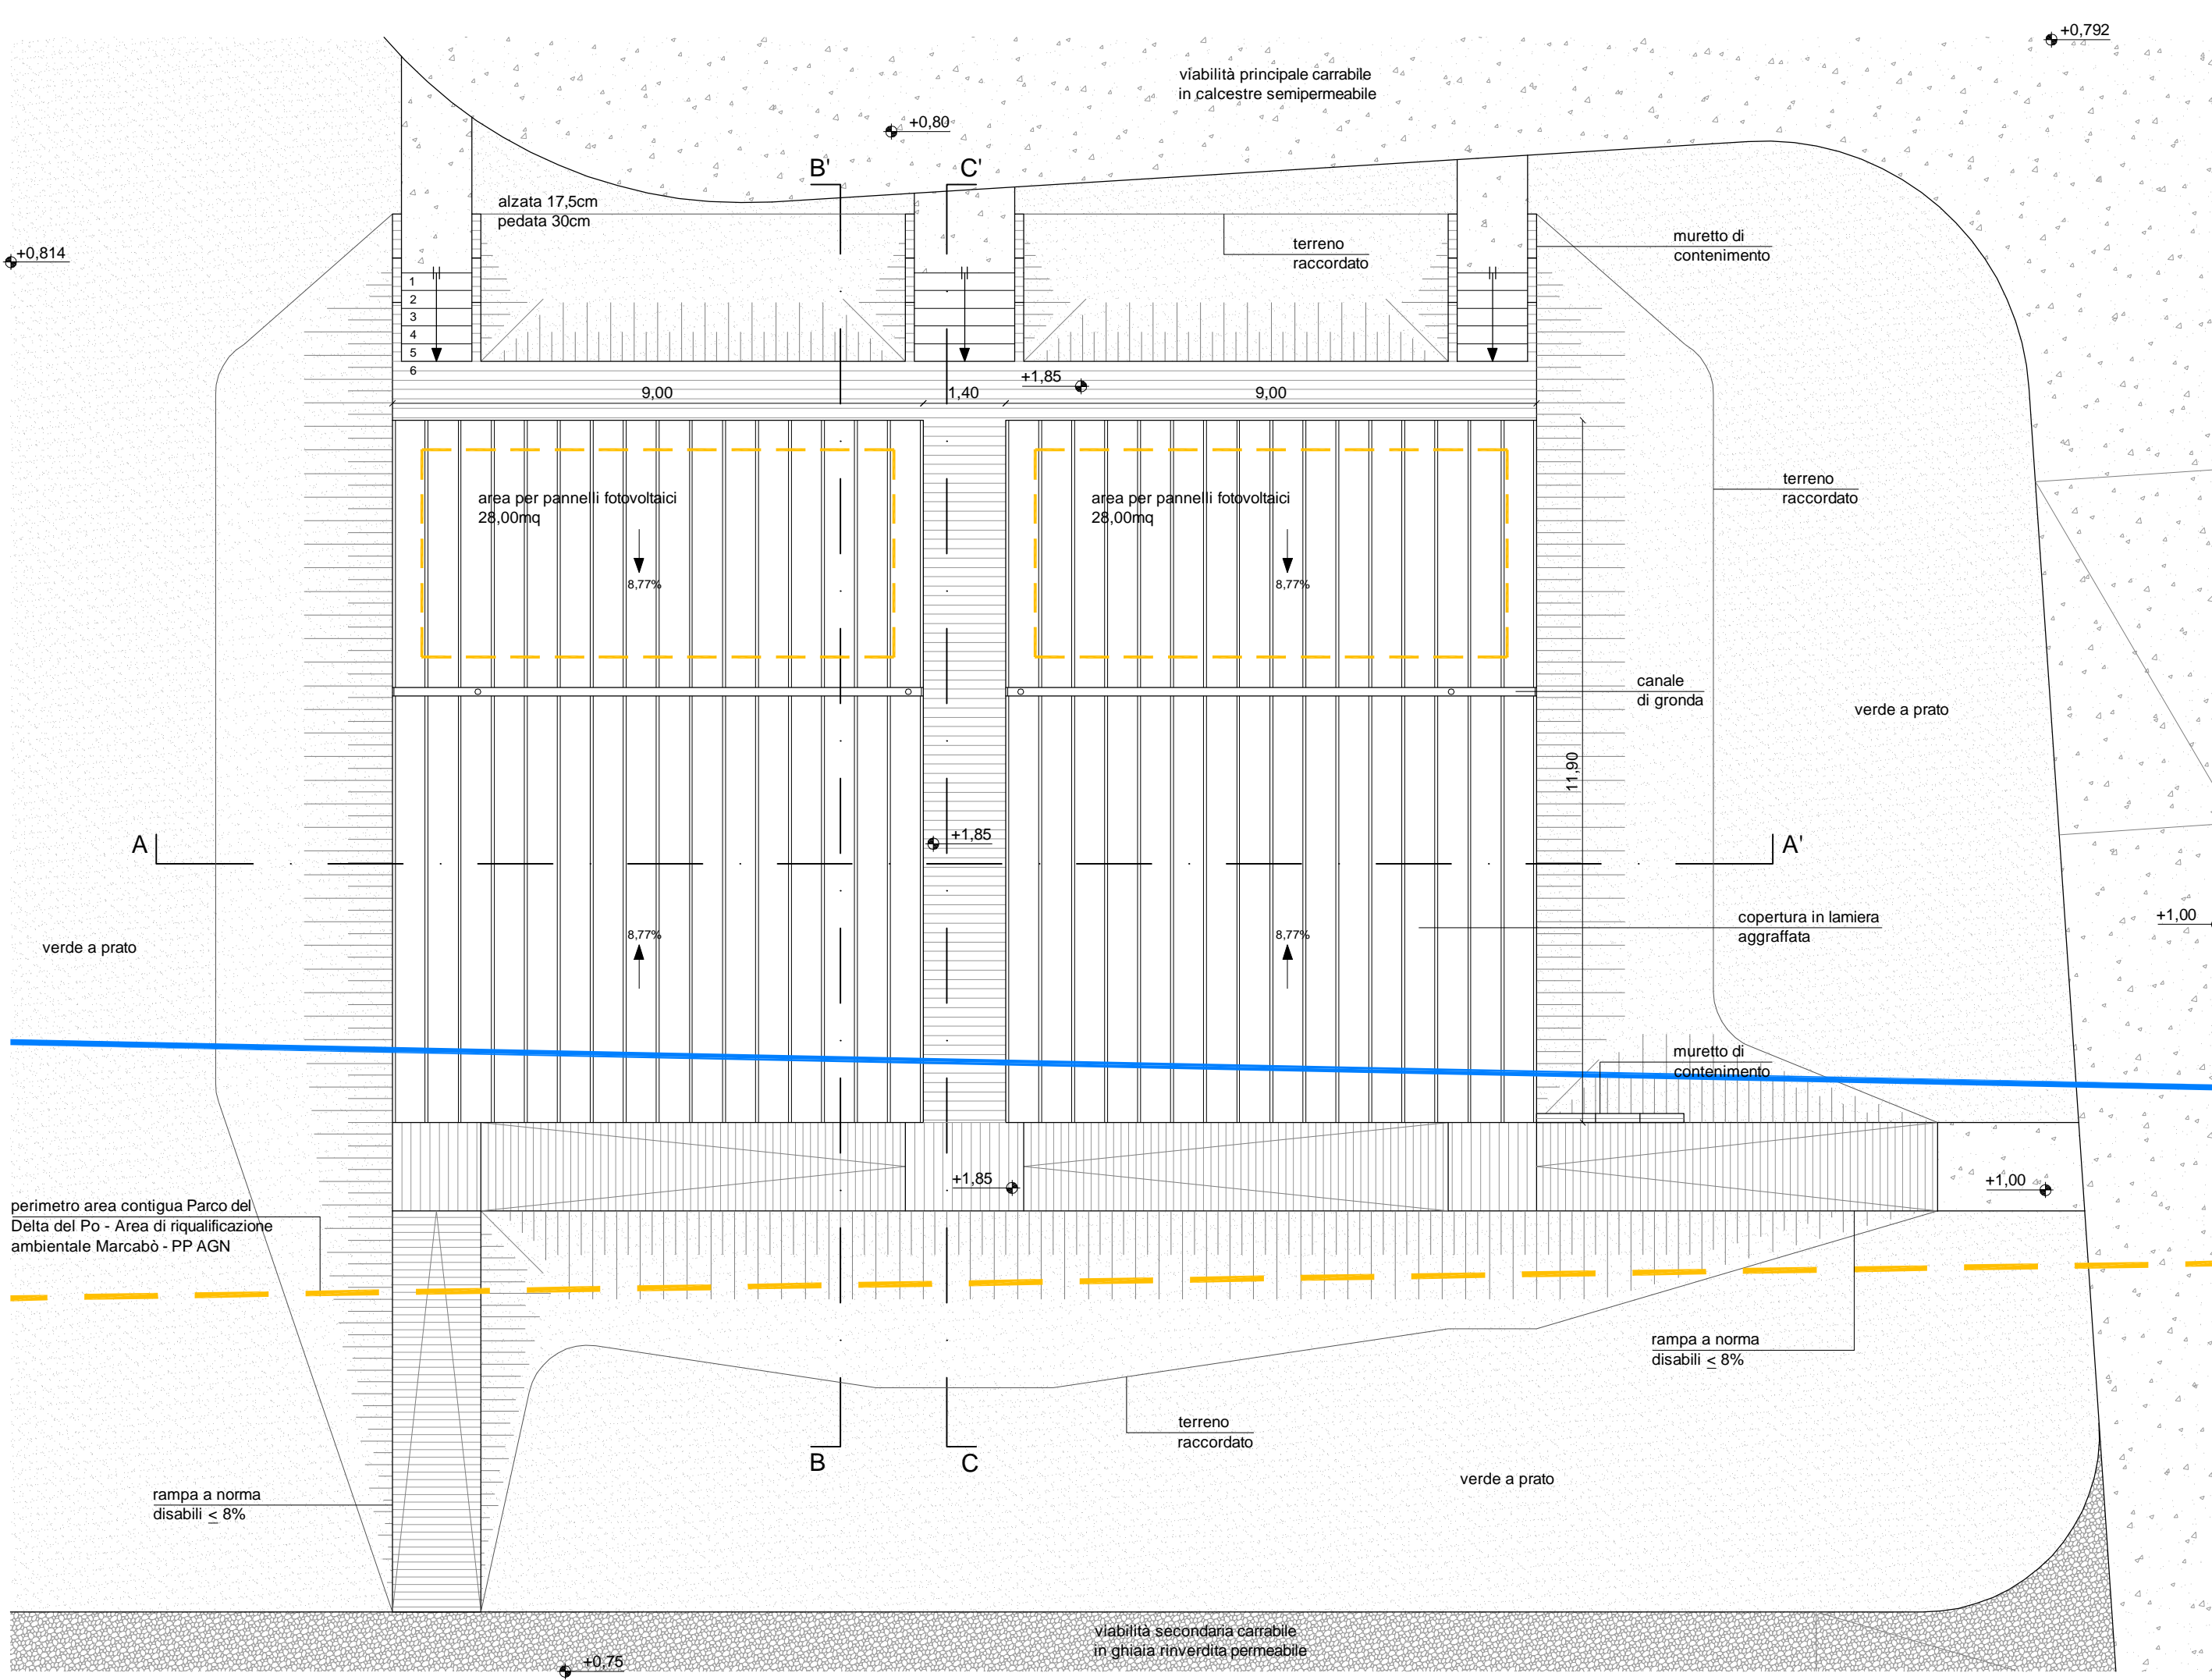 +0,792
viabilità principale carrabile
in calcestre semipermeabile
+0,80
B'
C'
alzata 17,5cm
pedata 30cm
+0,814
terreno
raccordato
muretto di
contenimento
1
2
3
4
5
6
+1,85
9,00
1,40
9,00
area per pannelli fotovoltaici
28,00mq
area per pannelli fotovoltaici
28,00mq
terreno
raccordato
8,77%
8,77%
canale
di gronda
verde a prato
11,90
A
+1,85
A'
copertura in lamiera
aggraffata
+1,00
8,77%
8,77%
verde a prato
muretto di
contenimento
+1,85
+1,00
perimetro area contigua Parco del
Delta del Po - Area di riqualificazione
ambientale Marcabò - PP AGN
rampa a norma
disabili ≤ 8%
terreno
raccordato
B
C
verde a prato
rampa a norma
disabili ≤ 8%
viabilità secondaria carrabile
in ghiaia rinverdita permeabile
+0,75